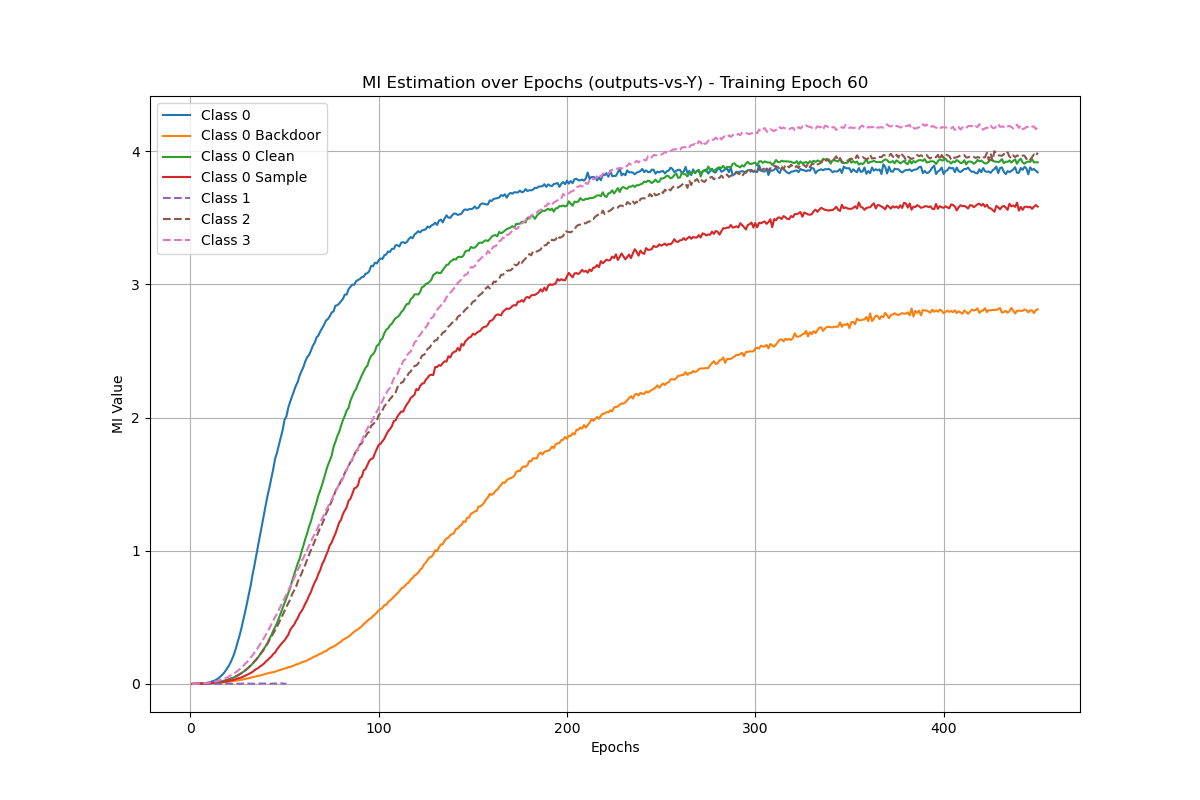 MI Estimation over Epochs (outputs-vs-Y) - Training Epoch 60
Class 0
Class 0 Backdoor
Class 0 Clean
Class 0 Sample
Class 1
Class 2
Class 3
MI Value
4
3
2
1
0
0 100 200 300 400
Epochs